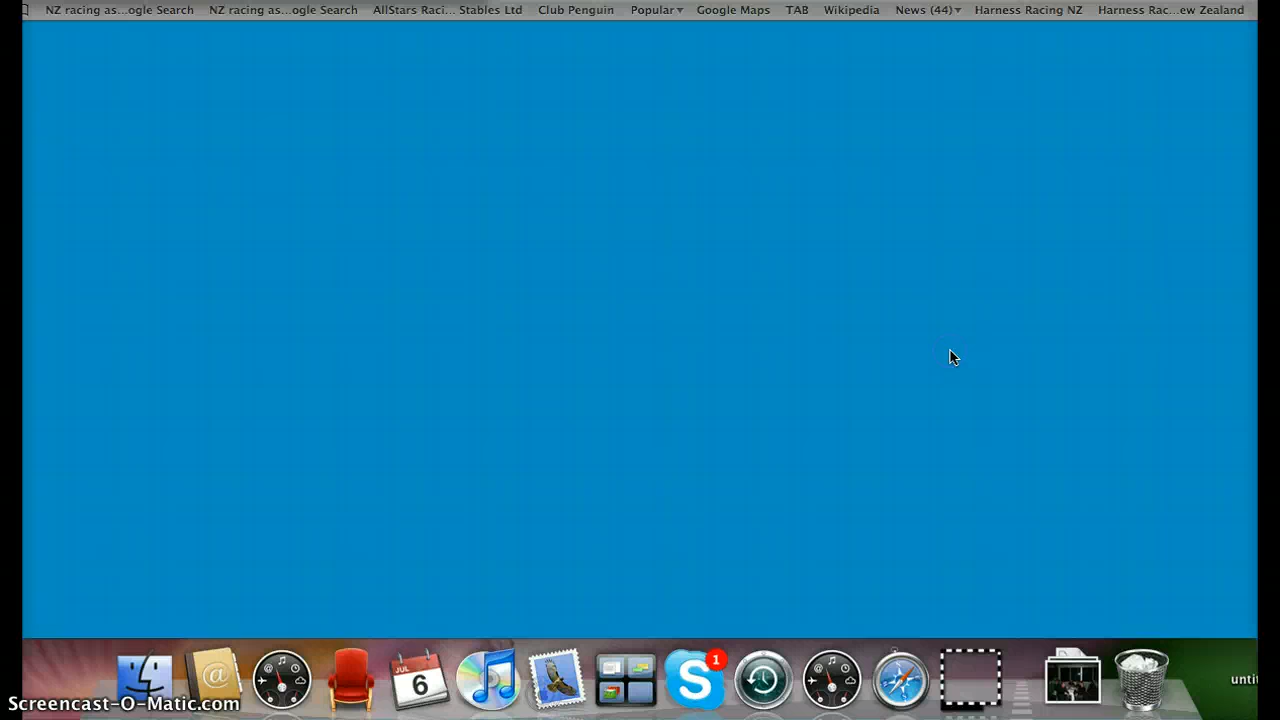 NZ racing as...ogle Search NZ racing as...ogle Search AllStars Raci... Stables Ltd Club Penguin Popular Google Maps TAB Wikipedia News (44) Harness Racing NZ Harness Rac...ew Zealand
1
JUL
6
untit
Screencast-O-Matic.com